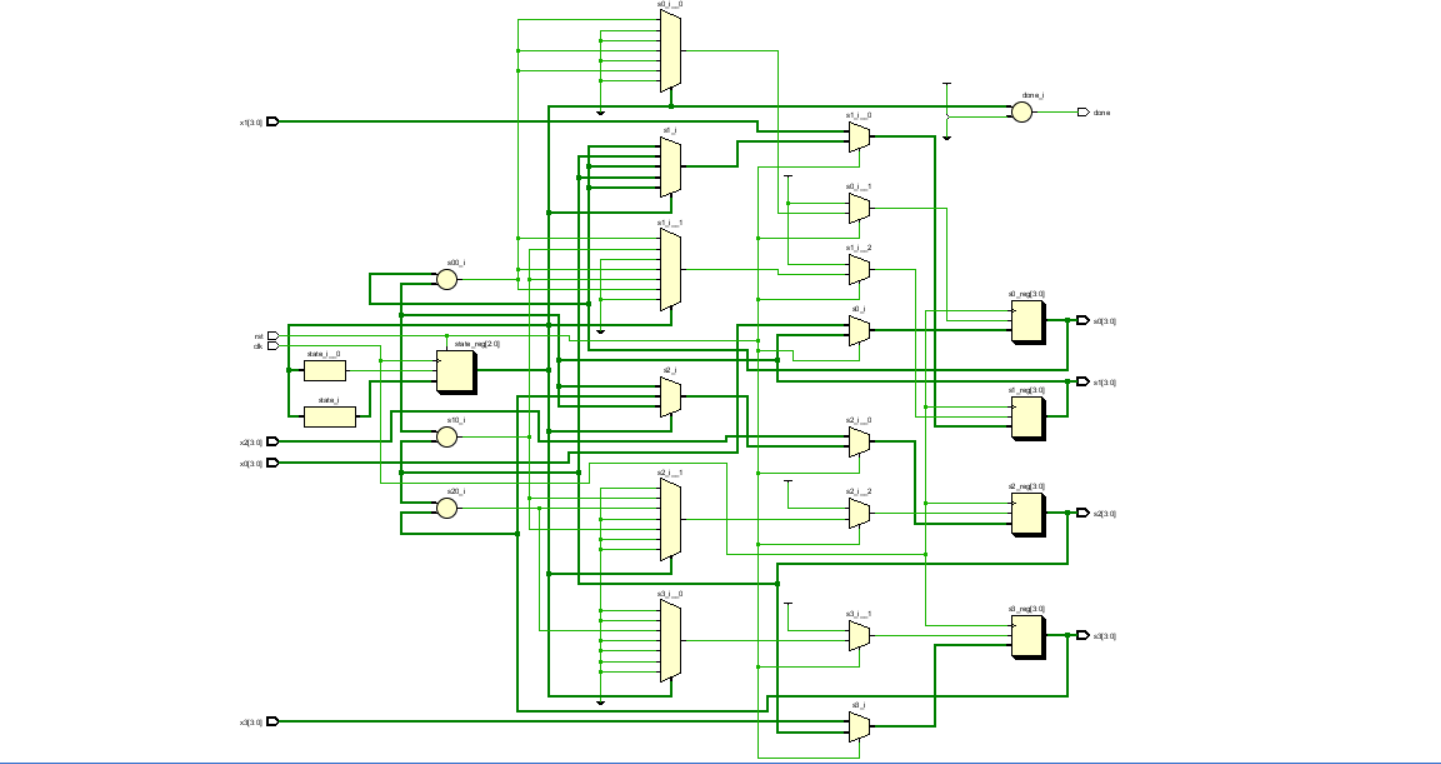 s0_i__0
done_i
done
x1[3:0]
s1_i__0
s1_i
s0_i__1
s1_i__1
s1_i__2
s00_i
s0_reg[3:0]
s0_i
s0[3:0]
rst
clk
state_reg[2:0]
state_i__0
s2_i
s1[3:0]
s1_reg[3:0]
state_i
s10_i
s2_i__0
x2[3:0]
x0[3:0]
s2_i__1
s20_i
s2_i__2
s2_reg[3:0]
s2[3:0]
s3_i__0
s3_i__1
s3_reg[3:0]
s3[3:0]
s3_i
x3[3:0]